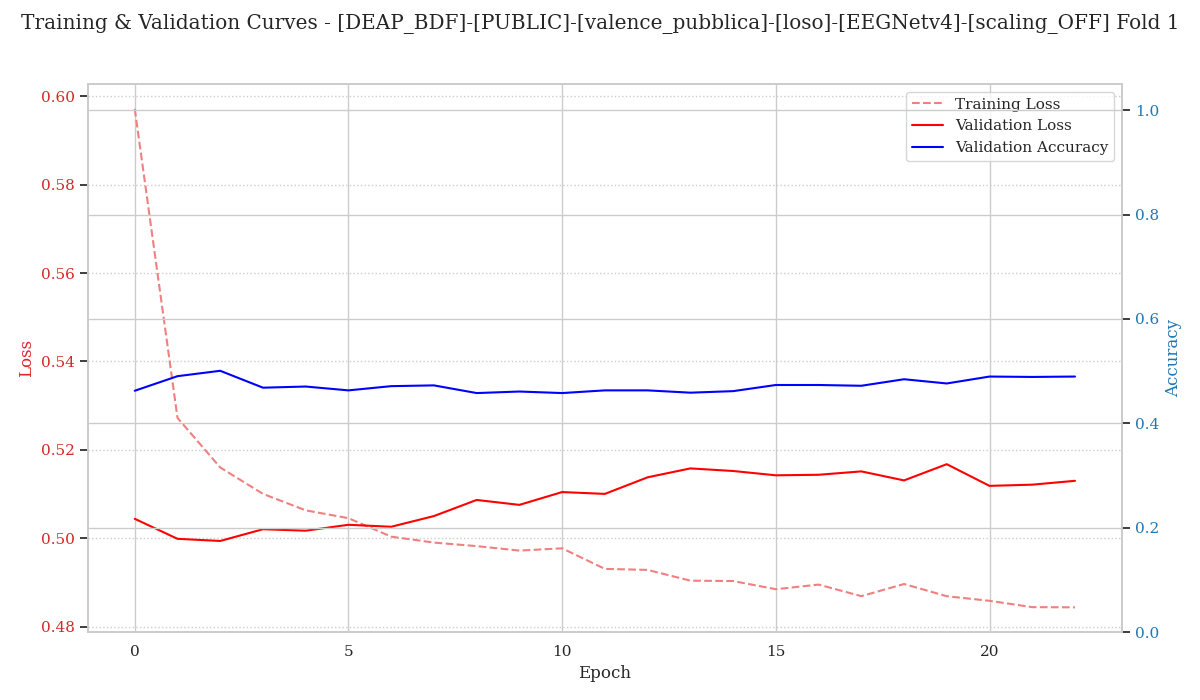 Training & Validation Curves - [DEAP_BDF]-[PUBLIC]-[valence_pubblica]-[loso]-[EEGNetv4]-[scaling_OFF] Fold 1
Training Loss
Validation Loss
Validation Accuracy
0.60
0.58
0.56
0.54
0.52
0.50
0.48
Loss
1.0
0.8
0.6
0.4
0.2
0.0
Accuracy
0 5 10 15 20
Epoch